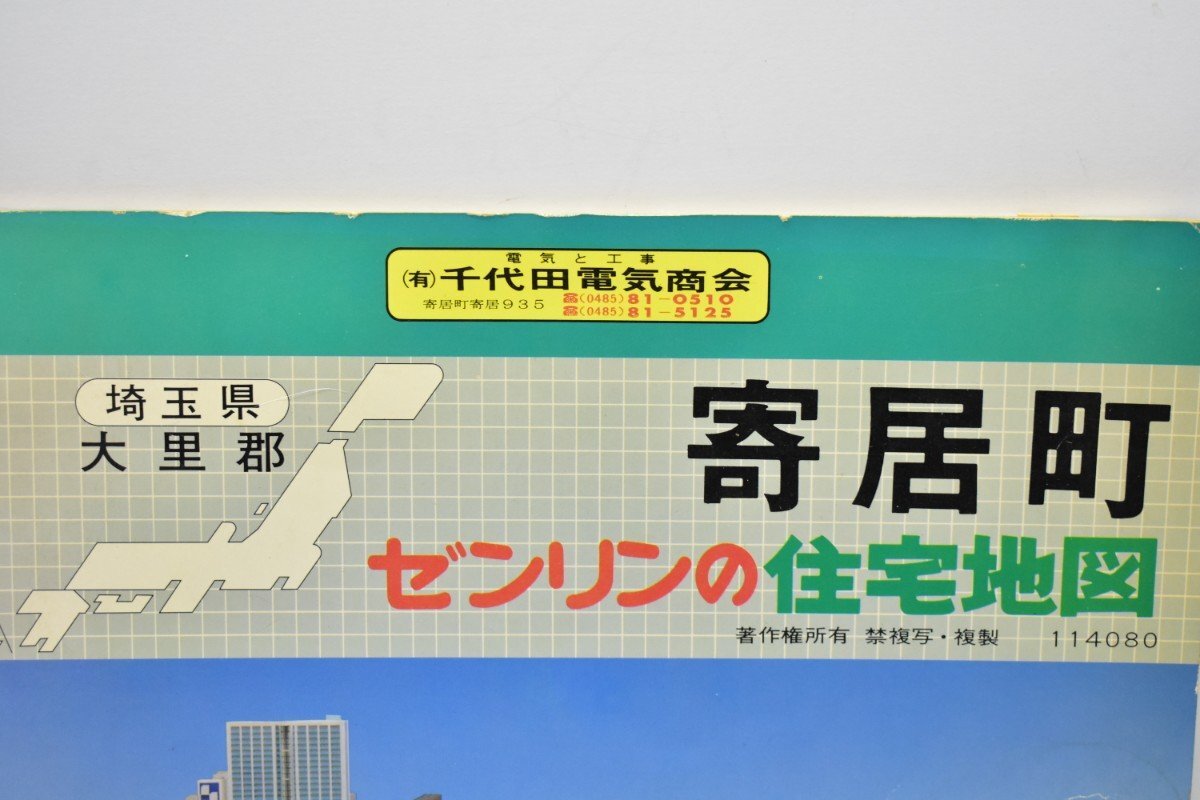 電気と工事
(有)千代田電気商会
寄居町寄居935
☎(0485)81-0510
☎(0485)81-5125
埼玉県
大里郡
寄居町
ゼンリンの住宅地図
著作権所有 禁複写・複製 114080